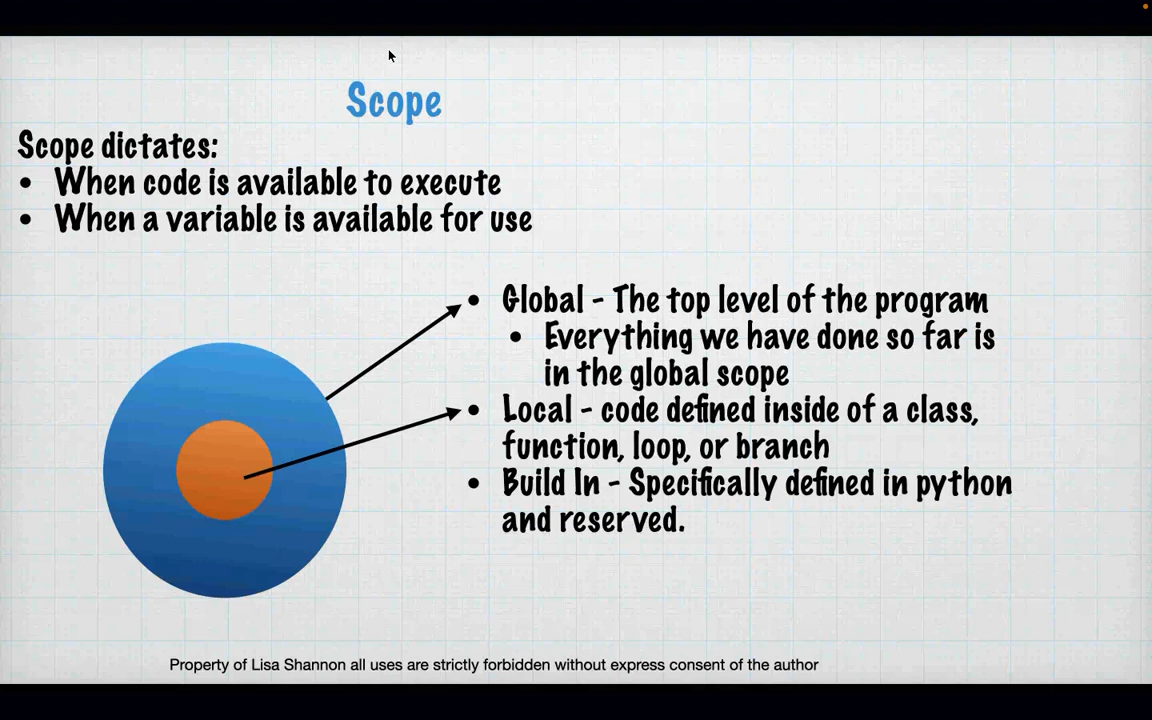 Scope
Scope dictates:
• When code is available to execute
• When a variable is available for use
• Global - The top level of the program
• Everything we have done so far is
in the global scope
• Local - code defined inside of a class,
function, loop, or branch
• Build In - Specifically defined in python
and reserved.
Property of Lisa Shannon all uses are strictly forbidden without express consent of the author